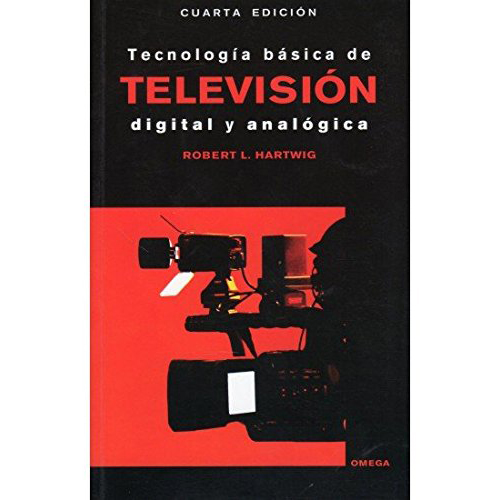 CUARTA EDICIÓN
Tecnología básica de
TELEVISIÓN
digital y analógica
ROBERT L. HARTWIG
OMEGA